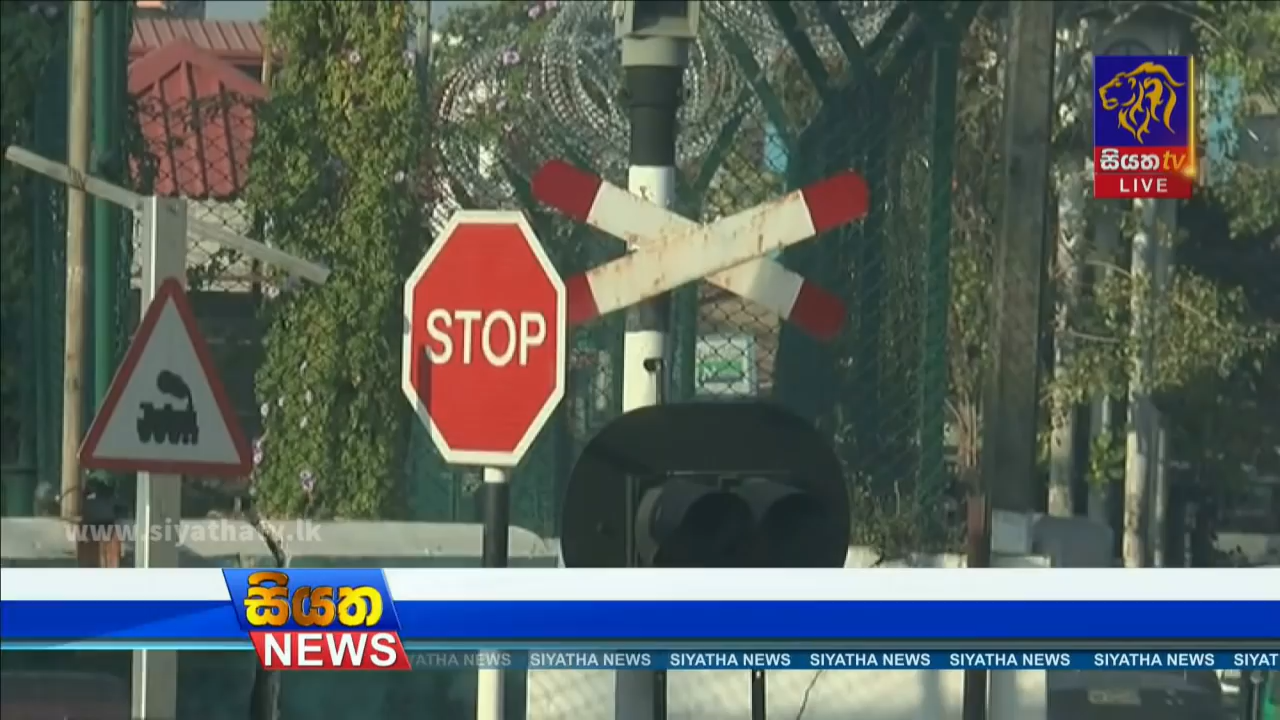 සියත tv
LIVE
STOP
www.siyathatv.lk
සියත
NEWS
SIYATHA NEWS SIYATHA NEWS SIYATHA NEWS SIYATHA NEWS SIYATHA NEWS SIYAT